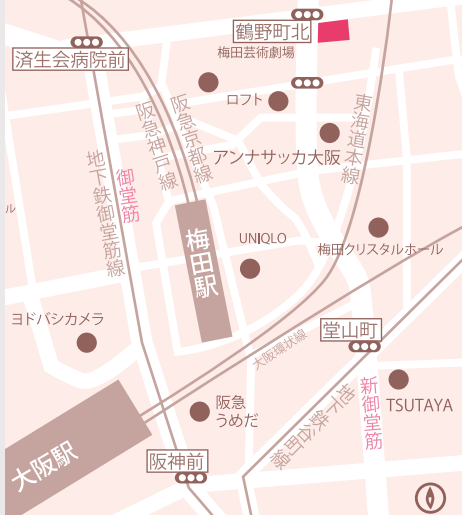 鶴野町北
済生会病院前
梅田芸術劇場
ロフト
阪急神戸線
阪急京都線
東海道本線
アンナサッカ大阪
地下鉄御堂筋線
御堂筋
ル
梅田駅
UNIQLO
梅田クリスタルホール
ヨドバシカメラ
堂山町
大阪環状線
新御堂筋
TSUTAYA
阪急
うめだ
地下鉄谷町線
大阪駅
阪神前